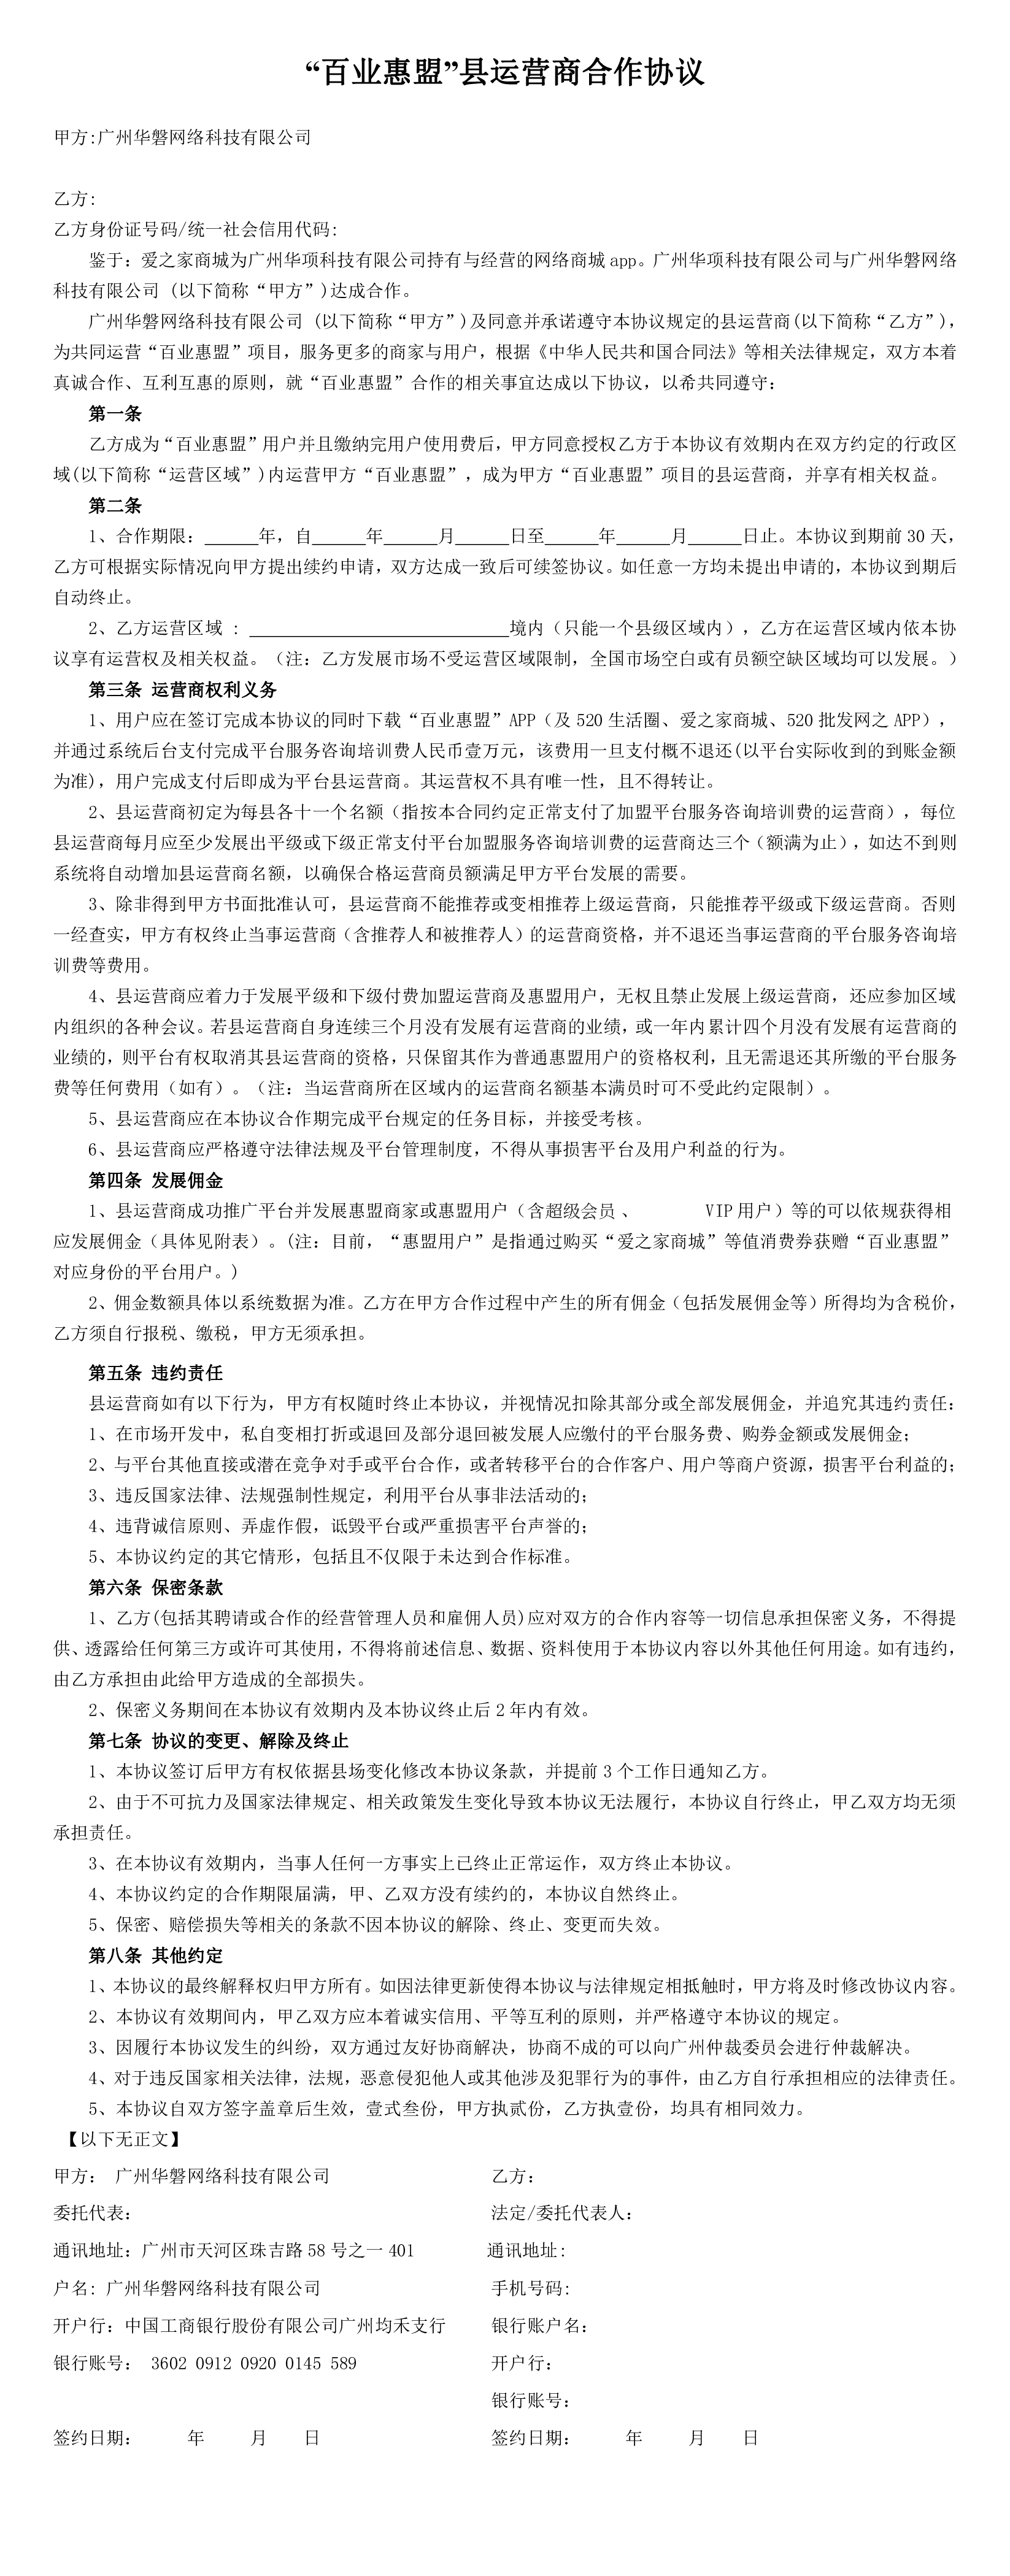 “百业惠盟”县运营商合作协议
甲方:广州华磐网络科技有限公司
乙方:
乙方身份证号码/统一社会信用代码:
鉴于：爱之家商城为广州华项科技有限公司持有与经营的网络商城 app。广州华项科技有限公司与广州华磐网络
科技有限公司 (以下简称“甲方”)达成合作。
广州华磐网络科技有限公司 (以下简称“甲方”)及同意并承诺遵守本协议规定的县运营商(以下简称“乙方”),
为共同运营“百业惠盟”项目，服务更多的商家与用户，根据《中华人民共和国合同法》等相关法律规定，双方本着
真诚合作、互利互惠的原则，就“百业惠盟”合作的相关事宜达成以下协议，以希共同遵守：
第一条
乙方成为“百业惠盟”用户并且缴纳完用户使用费后，甲方同意授权乙方于本协议有效期内在双方约定的行政区
域(以下简称“运营区域”)内运营甲方“百业惠盟”，成为甲方“百业惠盟”项目的县运营商，并享有相关权益。
第二条
1、合作期限：______年，自______年______月______日至______年______月______日止。本协议到期前 30 天，
乙方可根据实际情况向甲方提出续约申请，双方达成一致后可续签协议。如任意一方均未提出申请的，本协议到期后
自动终止。
2、乙方运营区域 : _____________________________境内（只能一个县级区域内），乙方在运营区域内依本协
议享有运营权及相关权益。（注：乙方发展市场不受运营区域限制，全国市场空白或有员额空缺区域均可以发展。）
第三条 运营商权利义务
1、用户应在签订完成本协议的同时下载“百业惠盟”APP（及 520 生活圈、爱之家商城、520 批发网之 APP），
并通过系统后台支付完成平台服务咨询培训费人民币壹万元，该费用一旦支付概不退还(以平台实际收到的到账金额
为准)，用户完成支付后即成为平台县运营商。其运营权不具有唯一性，且不得转让。
2、县运营商初定为每县各十一个名额（指按本合同约定正常支付了加盟平台服务咨询培训费的运营商），每位
县运营商每月应至少发展出平级或下级正常支付平台加盟服务咨询培训费的运营商达三个（额满为止），如达不到则
系统将自动增加县运营商名额，以确保合格运营商员额满足甲方平台发展的需要。
3、除非得到甲方书面批准认可，县运营商不能推荐或变相推荐上级运营商，只能推荐平级或下级运营商。否则
一经查实，甲方有权终止当事运营商（含推荐人和被推荐人）的运营商资格，并不退还当事运营商的平台服务咨询培
训费等费用。
4、县运营商应着力于发展平级和下级付费加盟运营商及惠盟用户，无权且禁止发展上级运营商，还应参加区域
内组织的各种会议。若县运营商自身连续三个月没有发展有运营商的业绩，或一年内累计四个月没有发展有运营商的
业绩的，则平台有权取消其县运营商的资格，只保留其作为普通惠盟用户的资格权利，且无需退还其所缴的平台服务
费等任何费用（如有）。（注：当运营商所在区域内的运营商名额基本满员时可不受此约定限制）。
5、县运营商应在本协议合作期完成平台规定的任务目标，并接受考核。
6、县运营商应严格遵守法律法规及平台管理制度，不得从事损害平台及用户利益的行为。
第四条 发展佣金
1、县运营商成功推广平台并发展惠盟商家或惠盟用户（含超级会员、 VIP 用户）等的可以依规获得相
应发展佣金（具体见附表）。(注：目前，“惠盟用户”是指通过购买“爱之家商城”等值消费券获赠“百业惠盟”
对应身份的平台用户。)
2、佣金数额具体以系统数据为准。乙方在甲方合作过程中产生的所有佣金（包括发展佣金等）所得均为含税价，
乙方须自行报税、缴税，甲方无须承担。
第五条 违约责任
县运营商如有以下行为，甲方有权随时终止本协议，并视情况扣除其部分或全部发展佣金，并追究其违约责任：
1、在市场开发中，私自变相打折或退回及部分退回被发展人应缴付的平台服务费、购券金额或发展佣金；
2、与平台其他直接或潜在竞争对手或平台合作，或者转移平台的合作客户、用户等商户资源，损害平台利益的；
3、违反国家法律、法规强制性规定，利用平台从事非法活动的；
4、违背诚信原则、弄虚作假，诋毁平台或严重损害平台声誉的；
5、本协议约定的其它情形，包括且不仅限于未达到合作标准。
第六条 保密条款
1、乙方(包括其聘请或合作的经营管理人员和雇佣人员)应对双方的合作内容等一切信息承担保密义务，不得提
供、透露给任何第三方或许可其使用，不得将前述信息、数据、资料使用于本协议内容以外其他任何用途。如有违约，
由乙方承担由此给甲方造成的全部损失。
2、保密义务期间在本协议有效期内及本协议终止后 2 年内有效。
第七条 协议的变更、解除及终止
1、本协议签订后甲方有权依据县场变化修改本协议条款，并提前 3 个工作日通知乙方。
2、由于不可抗力及国家法律规定、相关政策发生变化导致本协议无法履行，本协议自行终止，甲乙双方均无须
承担责任。
3、在本协议有效期内，当事人任何一方事实上已终止正常运作，双方终止本协议。
4、本协议约定的合作期限届满，甲、乙双方没有续约的，本协议自然终止。
5、保密、赔偿损失等相关的条款不因本协议的解除、终止、变更而失效。
第八条 其他约定
1、本协议的最终解释权归甲方所有。如因法律更新使得本协议与法律规定相抵触时，甲方将及时修改协议内容。
2、本协议有效期间内，甲乙双方应本着诚实信用、平等互利的原则，并严格遵守本协议的规定。
3、因履行本协议发生的纠纷，双方通过友好协商解决，协商不成的可以向广州仲裁委员会进行仲裁解决。
4、对于违反国家相关法律，法规，恶意侵犯他人或其他涉及犯罪行为的事件，由乙方自行承担相应的法律责任。
5、本协议自双方签字盖章后生效，壹式叁份，甲方执贰份，乙方执壹份，均具有相同效力。
【以下无正文】
甲方： 广州华磐网络科技有限公司 乙方：
委托代表： 法定/委托代表人：
通讯地址：广州市天河区珠吉路 58 号之一 401 通讯地址:
户名: 广州华磐网络科技有限公司 手机号码:
开户行：中国工商银行股份有限公司广州均禾支行 银行账户名：
银行账号： 3602 0912 0920 0145 589 开户行：
银行账号：
签约日期： 年 月 日 签约日期： 年 月 日